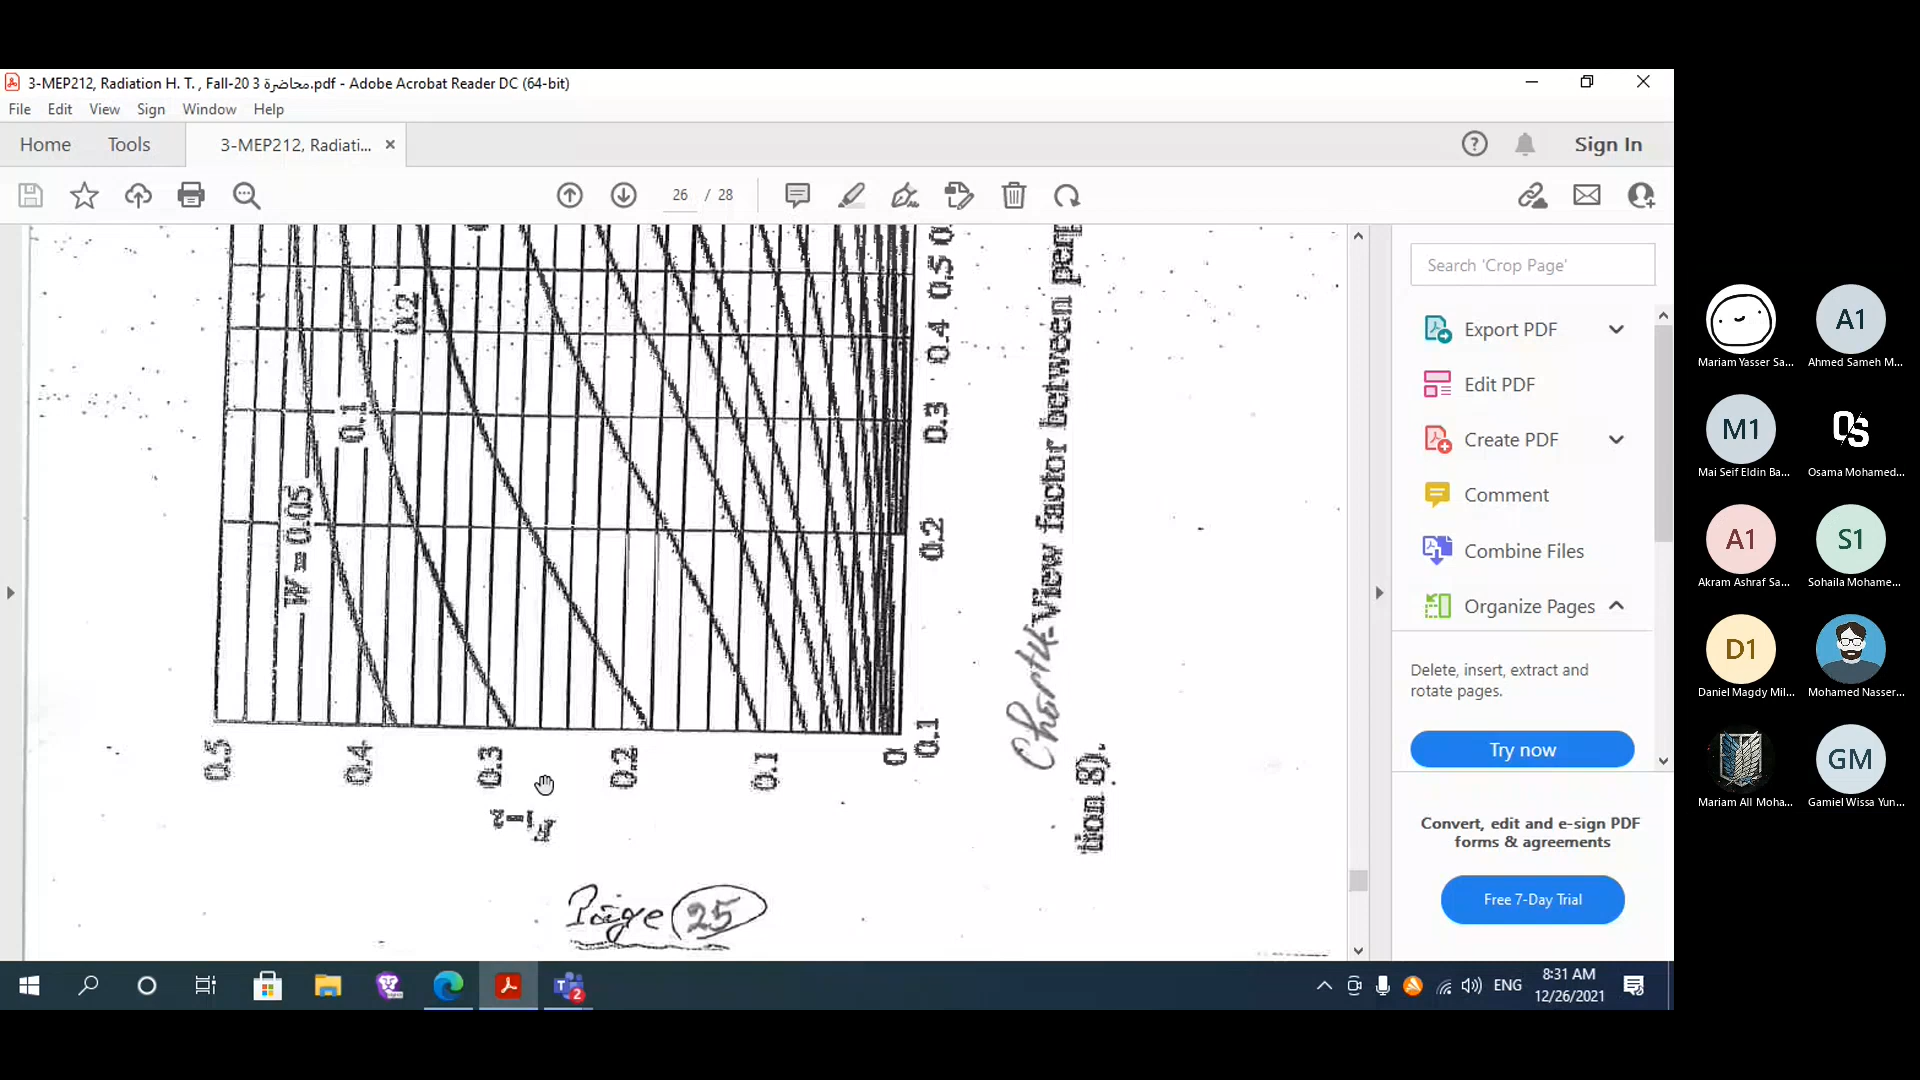 3-MEP212, Radiation H. T. , Fall-20 3 محاضرة.pdf - Adobe Acrobat Reader DC (64-bit)
File Edit View Sign Window Help
Home Tools 3-MEP212, Radiati... × Sign In
26 / 28
Search 'Crop Page'
Export PDF
Edit PDF
Create PDF
Comment
Combine Files
Organize Pages
Delete, insert, extract and
rotate pages.
Try now
Convert, edit and e-sign PDF
forms & agreements
Free 7-Day Trial
W = 0.05
0.1
0.2
0.5
0.4
0.3
0.2
0.1
0.5 0.4 0.3 0.2 0.1 0
F1-2
View factor between
tion 8).
Page 25
Mariam Yasser Sa...
A1
Ahmed Sameh M...
M1
Mai Seif Eldin Ba...
OS
Osama Mohamed...
A1
Akram Ashraf Sa...
S1
Sohaila Mohame...
D1
Daniel Magdy Mil...
Mohamed Nasser...
Mariam All Moha...
GM
Gamiel Wissa Yun...
2
ENG
8:31 AM
12/26/2021